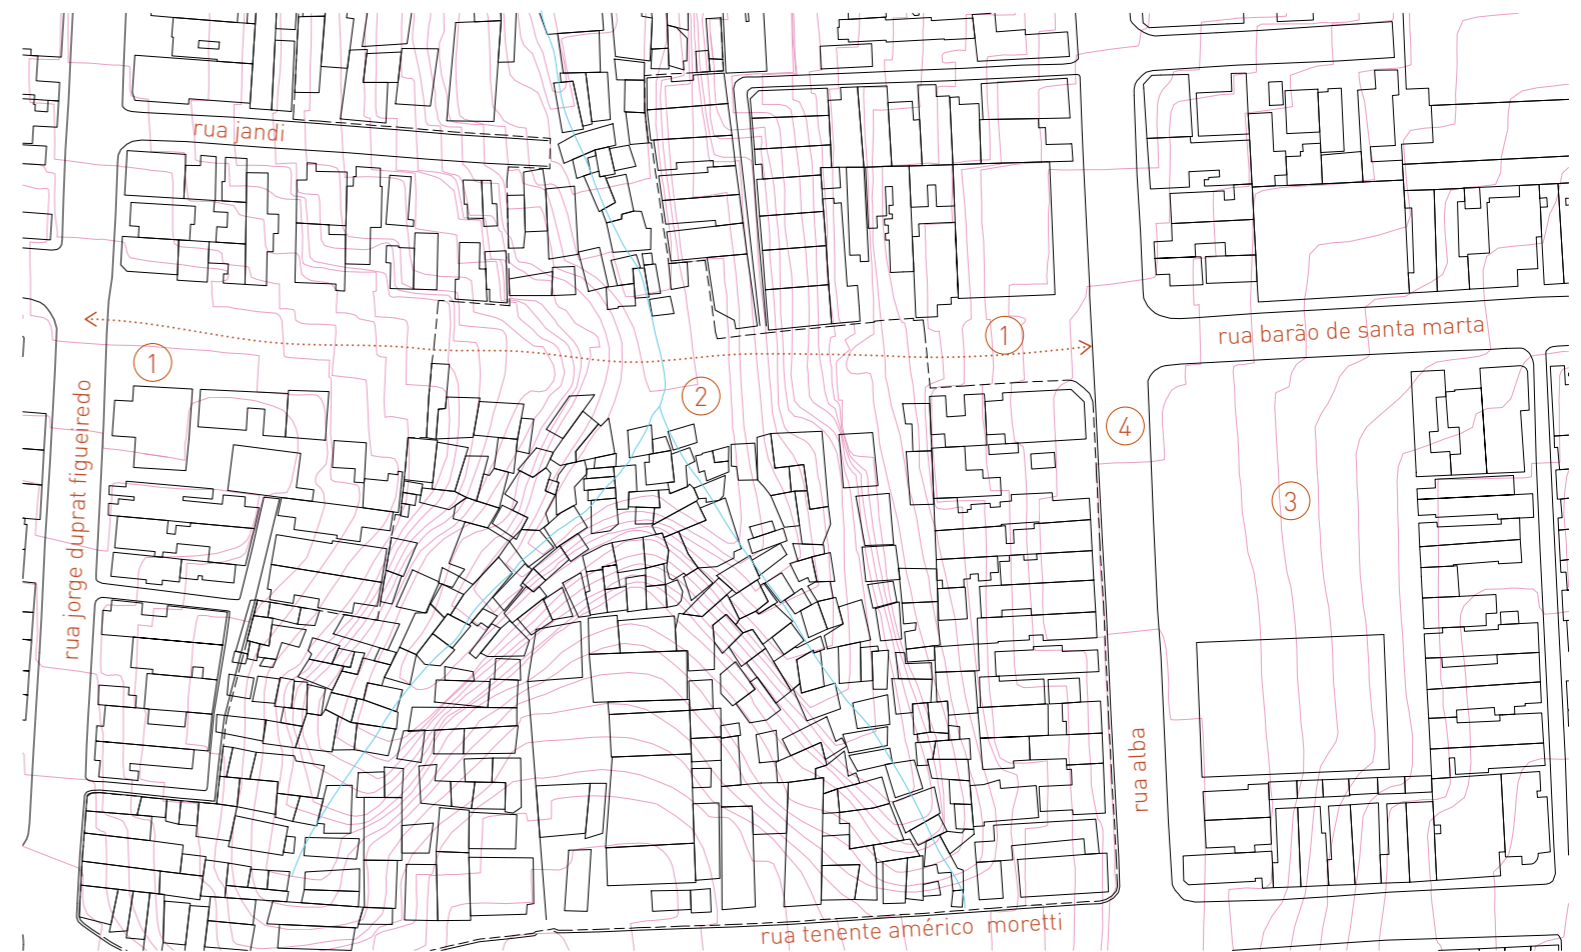 rua jandi
rua barão de santa marta
1
1
2
rua jorge duprat figueiredo
4
3
rua alba
rua tenente américo moretti